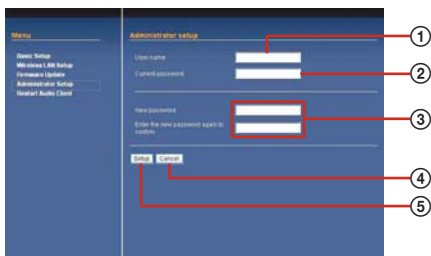 Menu
Basic Setup
Wireless LAN Setup
Firmware Update
Administrator Setup
Restart Audio Client
Administrator setup
User name
①
Current password
②
New password
Enter the new password again to
confirm
③
Setup Cancel
④
⑤